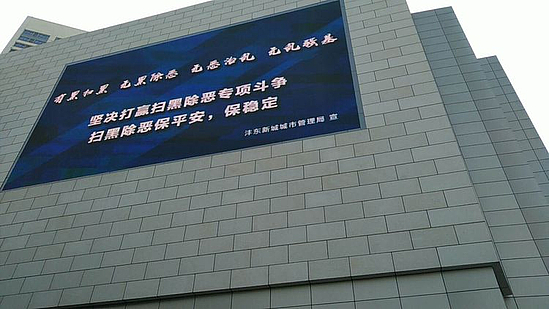 有黑扫黑 无黑除恶 无恶治乱 无乱强基
坚决打赢扫黑除恶专项斗争
扫黑除恶保平安，保稳定
沣东新城城市管理局 宣